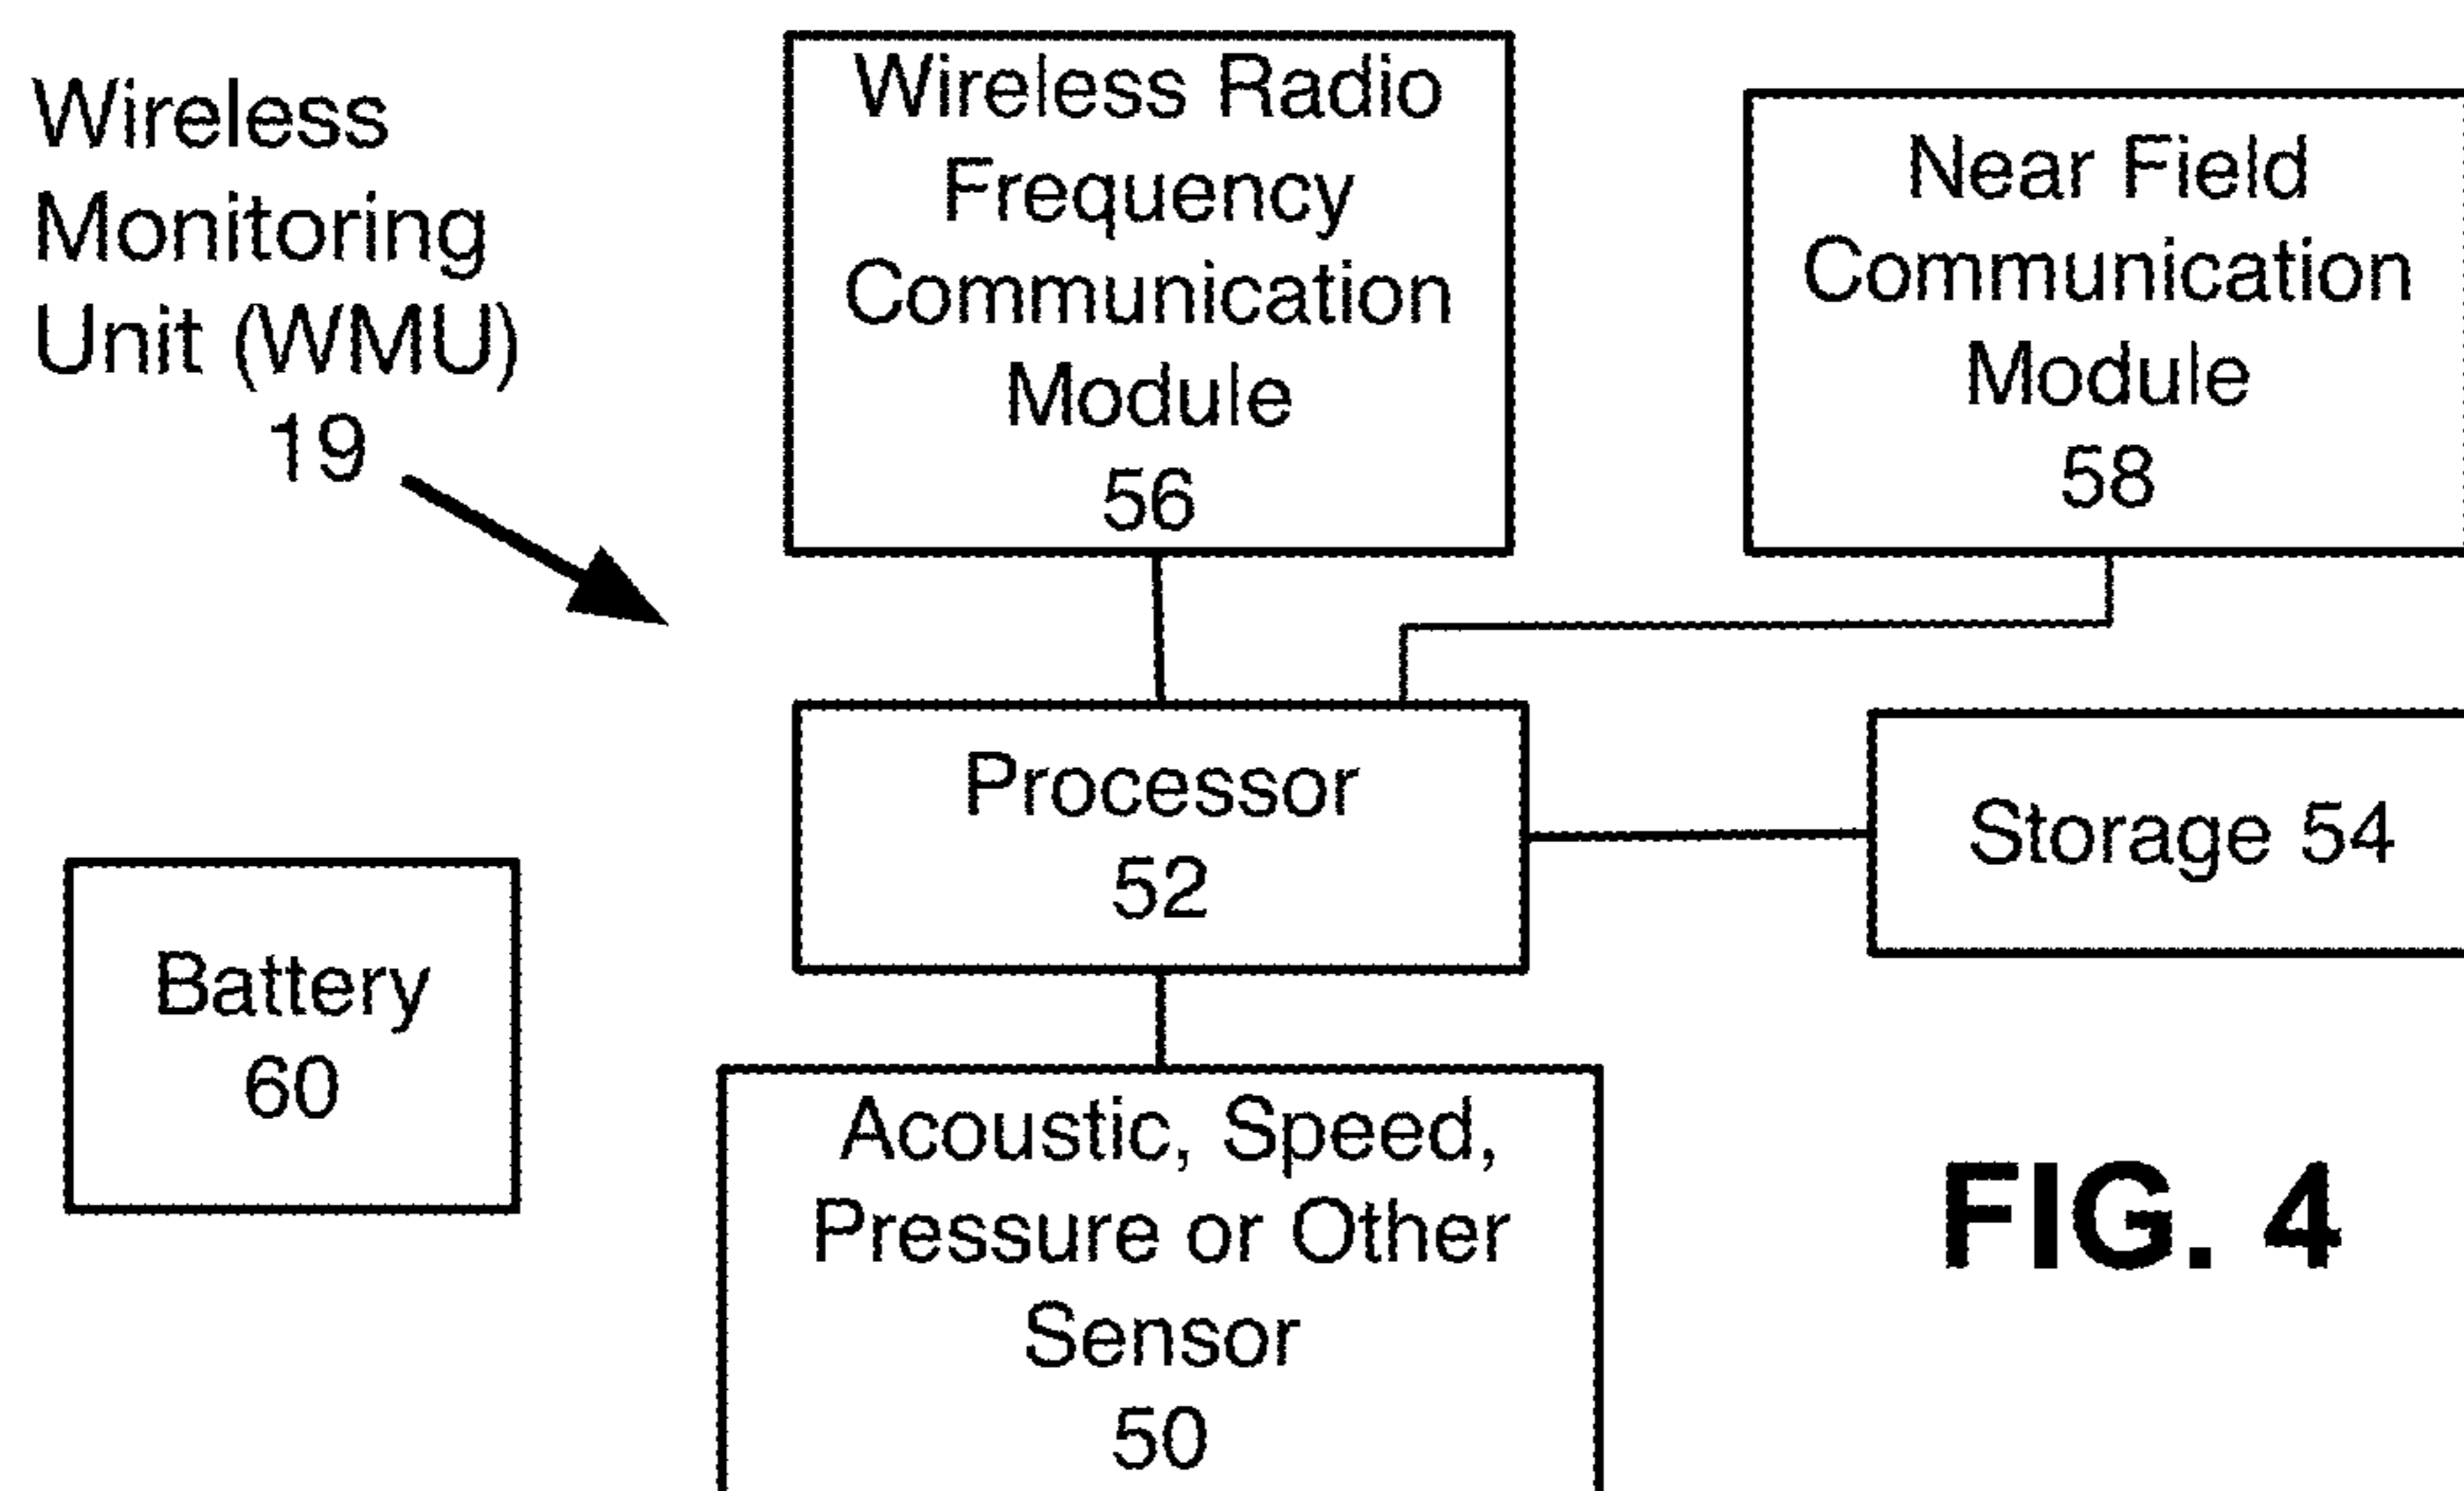 Wireless
Monitoring
Unit (WMU)
19
Wireless Radio
Frequency
Communication
Module
56
Near Field
Communication
Module
58
Processor
52
Storage 54
Battery
60
Acoustic, Speed,
Pressure or Other
Sensor
50
FIG. 4